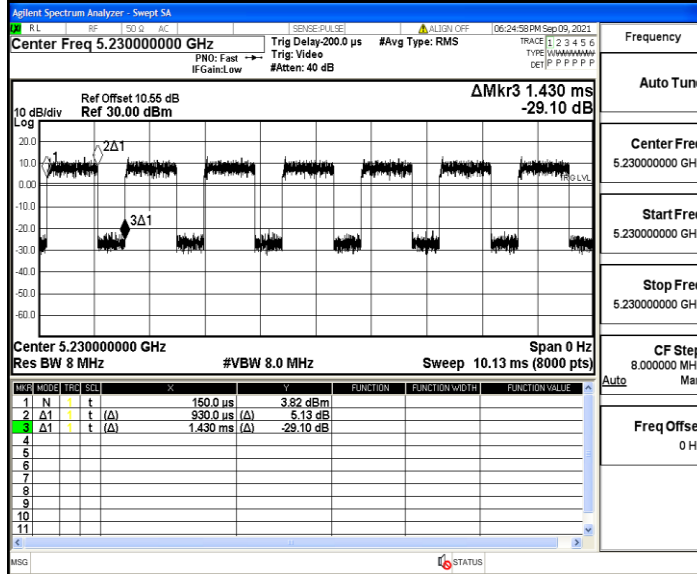 Agilent Spectrum Analyzer - Swept SA
RL RF 50 Ω AC SENSE:PULSE ALIGN OFF 06:24:58 PM Sep 09, 2021
Center Freq 5.230000000 GHz
PNO: Fast
IFGain:Low
Trig Delay-200.0 µs
Trig: Video
#Atten: 40 dB
#Avg Type: RMS
TRACE 1 2 3 4 5 6
TYPE WWWWWW
DET P P P P P P
ΔMkr3 1.430 ms
-29.10 dB
Ref Offset 10.55 dB
10 dB/div Ref 30.00 dBm
Log
20.0
10.0
0.00
-10.0
-20.0
-30.0
-40.0
-50.0
-60.0
1
2Δ1
3Δ1
TRIG LVL
Center 5.230000000 GHz Span 0 Hz
Res BW 8 MHz #VBW 8.0 MHz Sweep 10.13 ms (8000 pts)
MKR MODE TRC SCL X Y FUNCTION FUNCTION WIDTH FUNCTION VALUE
1 N 1 t 150.0 µs 3.82 dBm
2 Δ1 1 t (Δ) 930.0 µs (Δ) 5.13 dB
3 Δ1 1 t (Δ) 1.430 ms (Δ) -29.10 dB
4
5
6
7
8
9
10
11
MSG STATUS
Frequency
Auto Tun
Center Fre
5.230000000 GH
Start Fre
5.230000000 GH
Stop Fre
5.230000000 GH
CF Ste
8.000000 MH
Auto Ma
Freq Offse
0 H